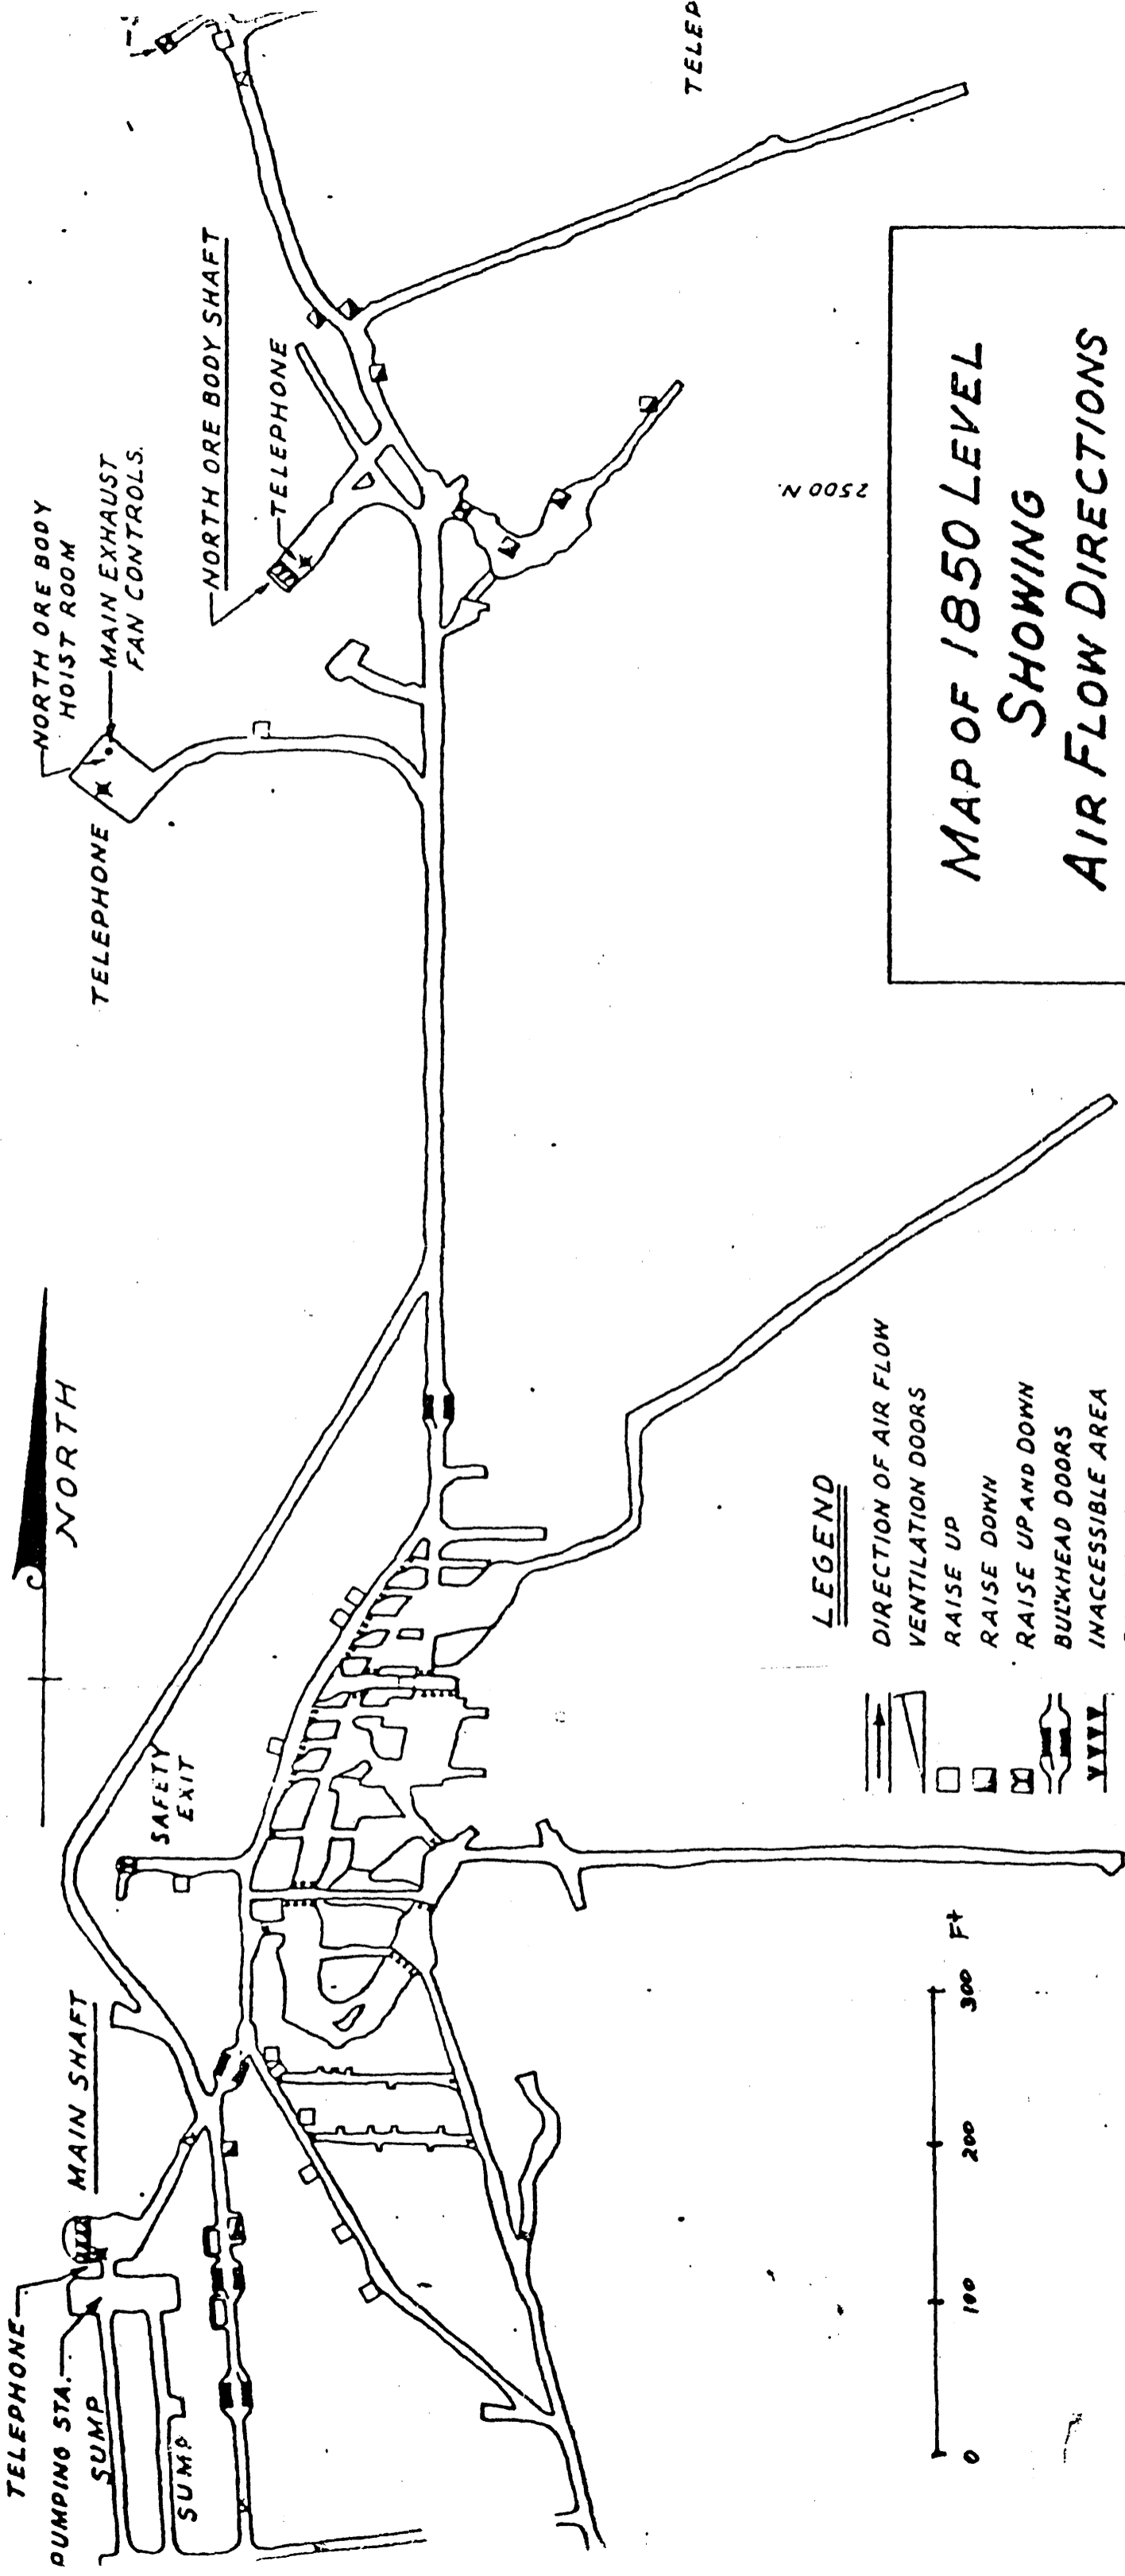 TELEPHONE
PUMPING STA.
SUMP
SUMP
MAIN SHAFT
SAFETY
EXIT
NORTH
TELEPHONE
NORTH ORE BODY
HOIST ROOM
MAIN EXHAUST
FAN CONTROLS.
NORTH ORE BODY SHAFT
TELEPHONE
TELEP
2500 N.
MAP OF 1850 LEVEL
SHOWING
AIR FLOW DIRECTIONS
LEGEND
DIRECTION OF AIR FLOW
VENTILATION DOORS
RAISE UP
RAISE DOWN
RAISE UP AND DOWN
BULKHEAD DOORS
INACCESSIBLE AREA
0 100 200 300 Ft